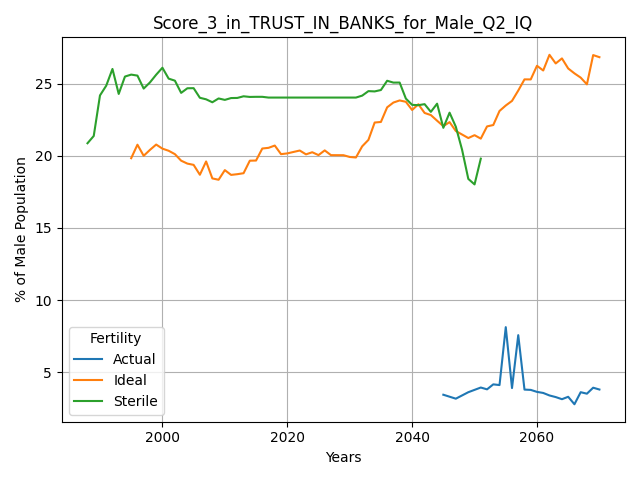 Score_3_in_TRUST_IN_BANKS_for_Male_Q2_IQ
% of Male Population
25
20
15
10
5
Fertility
Actual
Ideal
Sterile
2000
2020
2040
2060
Years